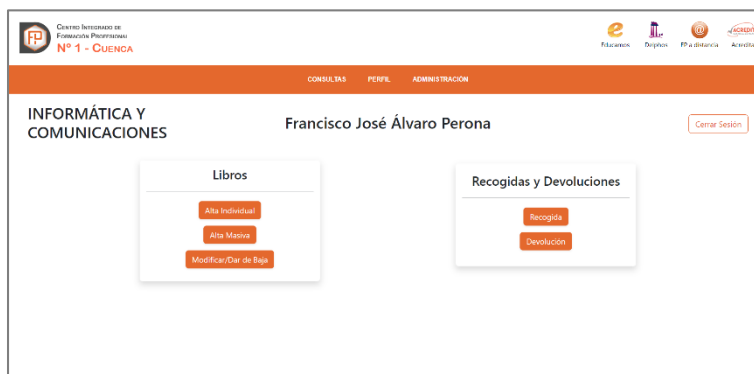 Centro Integrado de
Formación Profesional
Nº 1 - Cuenca
Educamos
Delphos
FP a distancia
CONSULTAS PERFIL ADMINISTRACIÓN
INFORMÁTICA Y
COMUNICACIONES
Francisco José Álvaro Perona
Cerrar Sesión
Libros
Alta Individual
Alta Masiva
Modificar/Dar de Baja
Recogidas y Devoluciones
Recogida
Devolución